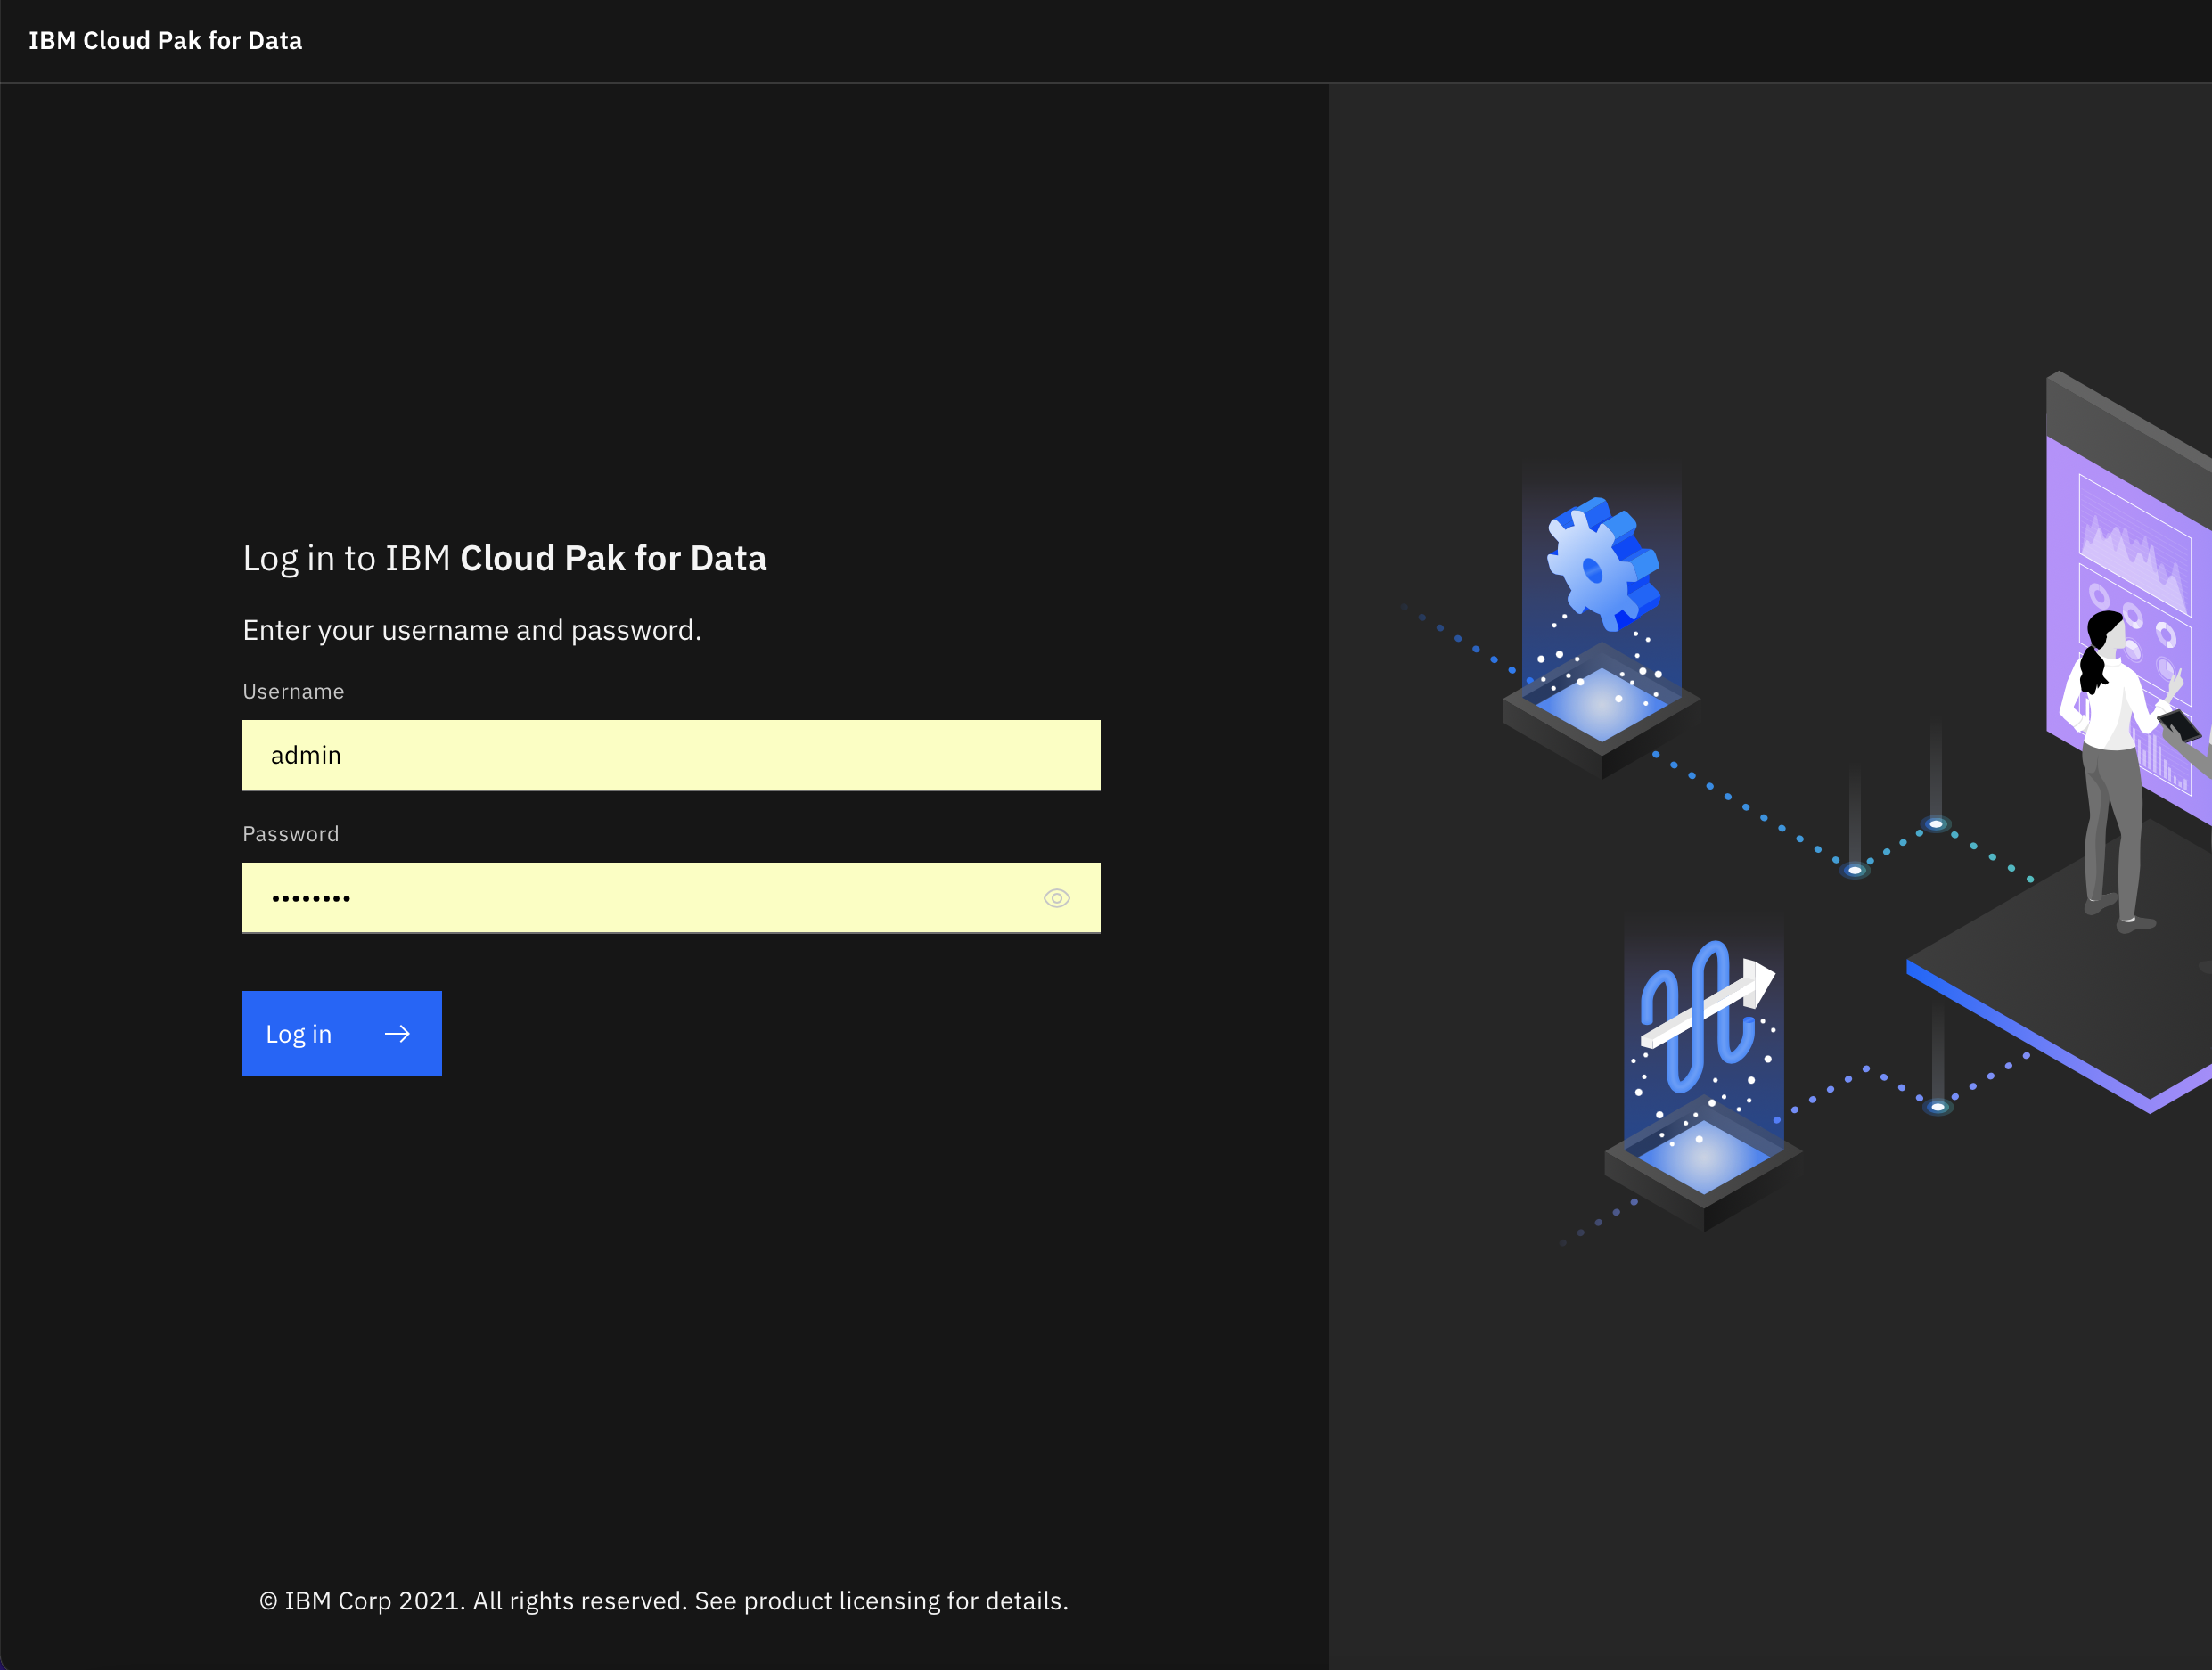 IBM Cloud Pak for Data
Log in to IBM Cloud Pak for Data
Enter your username and password.
Username
admin
Password
••••••••
Log in
© IBM Corp 2021. All rights reserved. See product licensing for details.